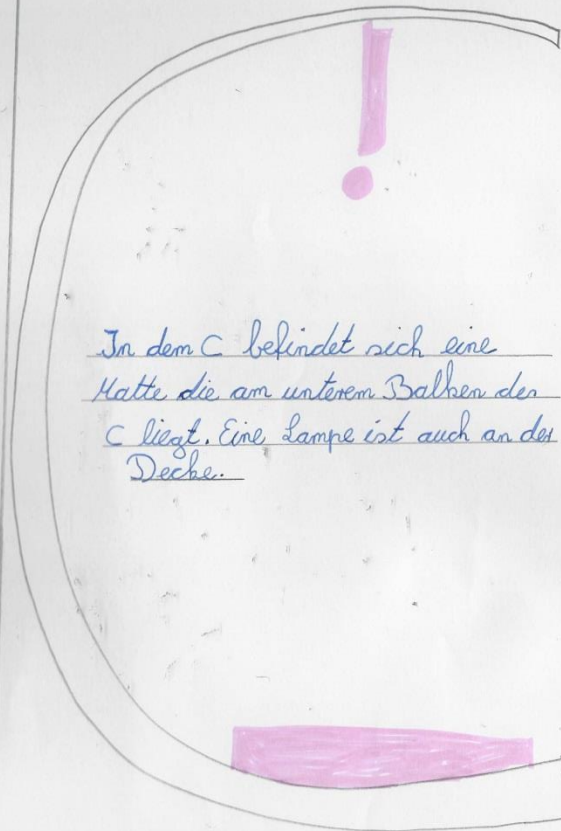 In dem C befindet sich eine
Matte die am unterem Balken des
C liegt. Eine Lampe ist auch an der
Decke.